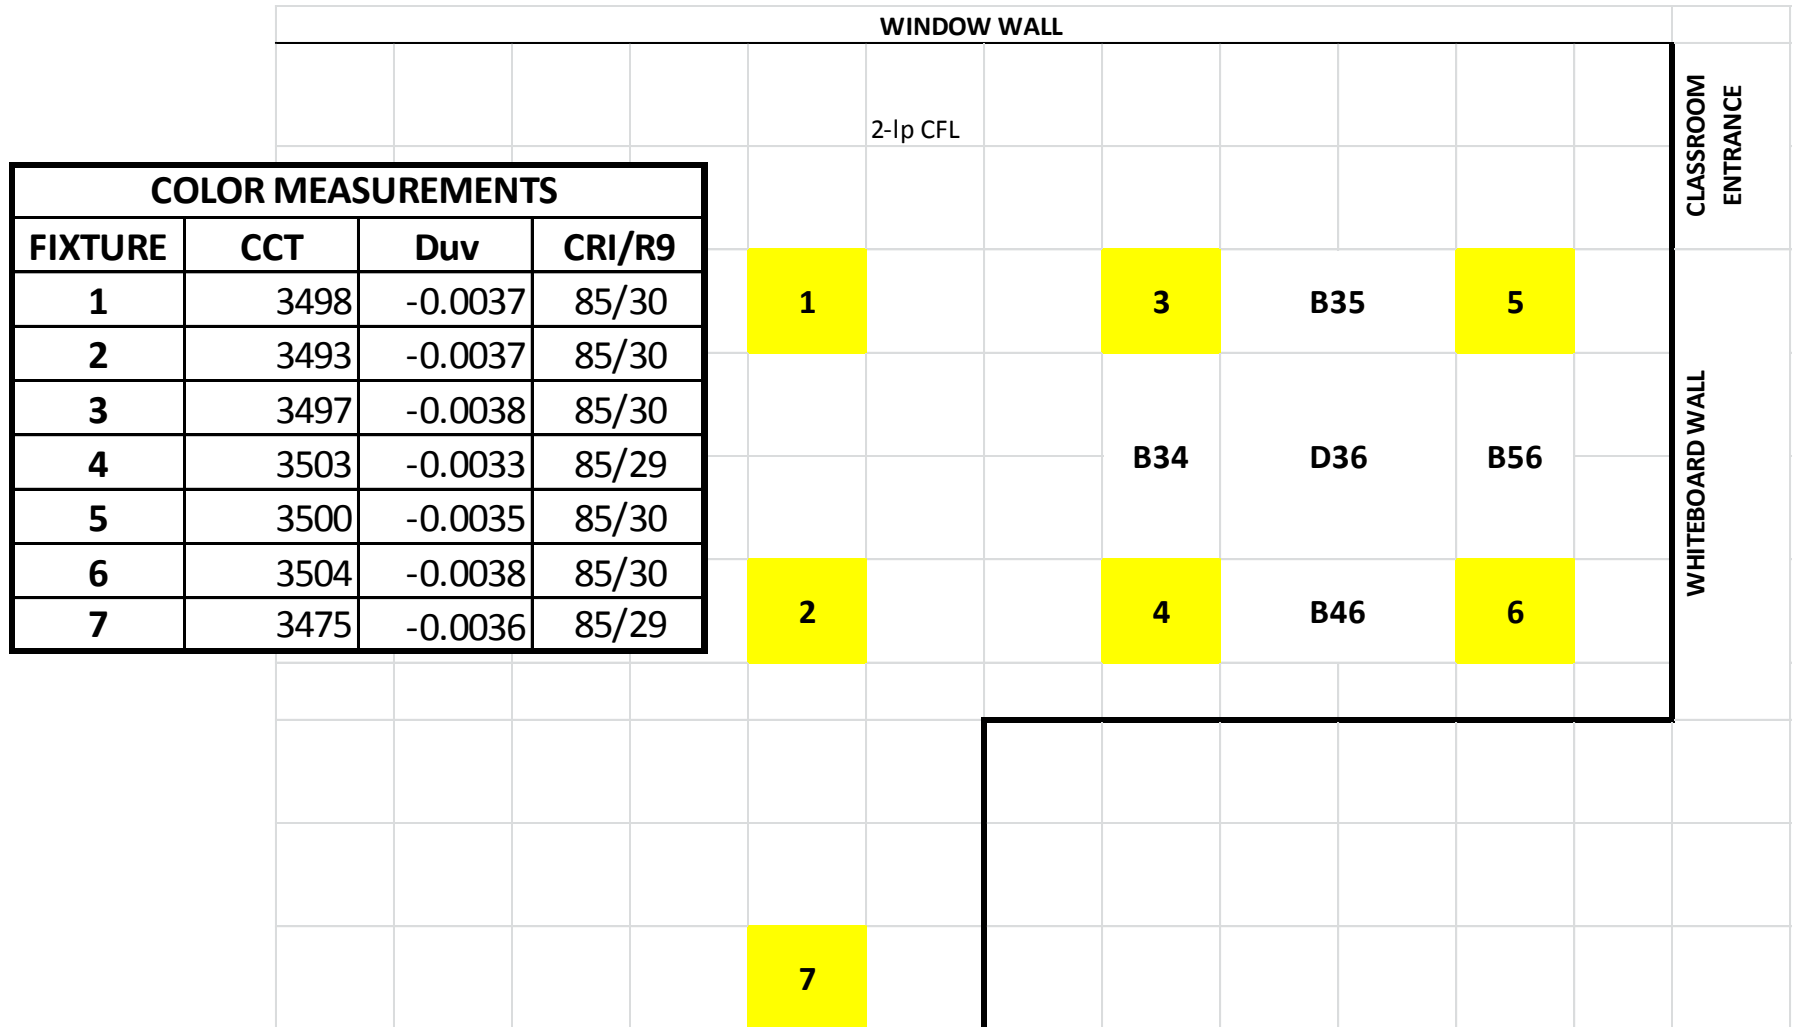 WINDOW WALL
2-lp CFL
CLASSROOM
ENTRANCE
COLOR MEASUREMENTS
FIXTURE CCT Duv CRI/R9
1 3498 -0.0037 85/30
2 3493 -0.0037 85/30
3 3497 -0.0038 85/30
4 3503 -0.0033 85/29
5 3500 -0.0035 85/30
6 3504 -0.0038 85/30
7 3475 -0.0036 85/29
1 3 B35 5
B34 D36 B56
WHITEBOARD WALL
2 4 B46 6
7